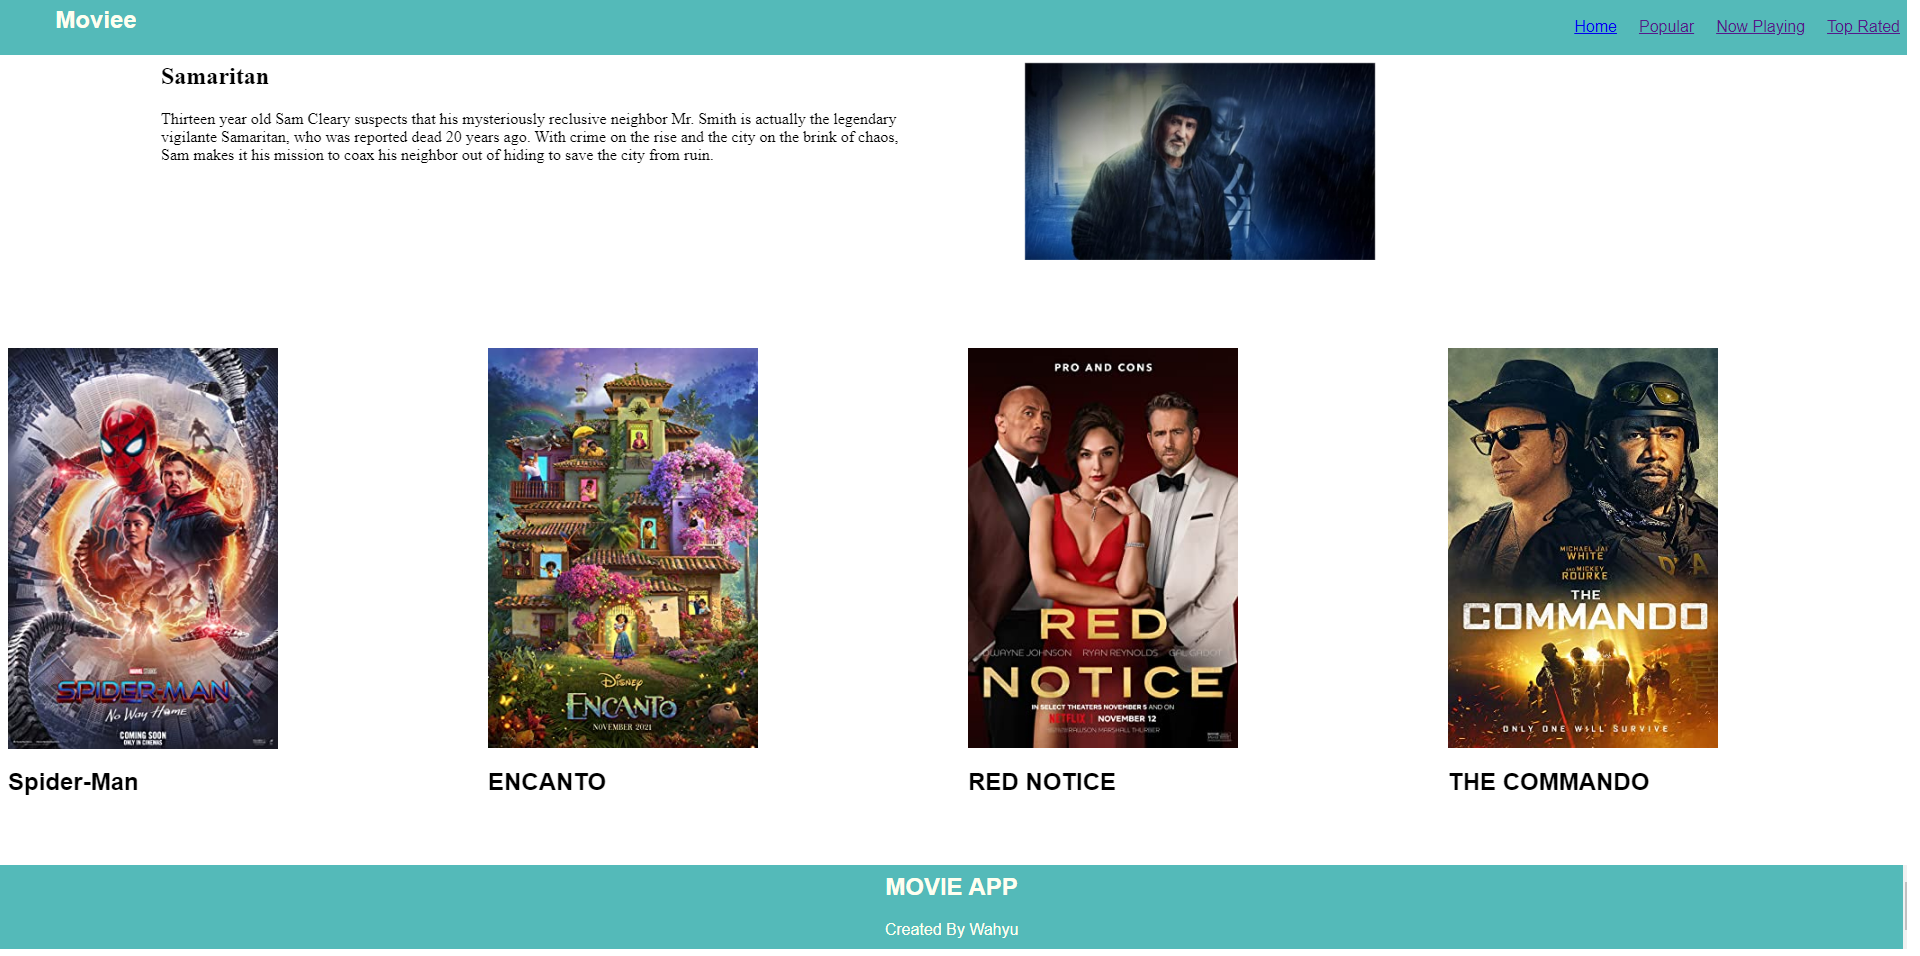 Moviee
Home Popular Now Playing Top Rated
Samaritan
Thirteen year old Sam Cleary suspects that his mysteriously reclusive neighbor Mr. Smith is actually the legendary
vigilante Samaritan, who was reported dead 20 years ago. With crime on the rise and the city on the brink of chaos,
Sam makes it his mission to coax his neighbor out of hiding to save the city from ruin.
MARVEL STUDIOS
SPIDER-MAN
No Way Home
COMING SOON
ONLY IN CINEMAS
Spider-Man
Disney
ENCANTO
NOVEMBER 2021
ENCANTO
PRO AND CONS
RED
DWAYNE JOHNSON RYAN REYNOLDS GAL GADOT
NOTICE
IN SELECT THEATERS NOVEMBER 5 AND ON
NETFLIX | NOVEMBER 12
RAWSON MARSHALL THURBER
RED NOTICE
MICHAEL JAI
WHITE
AND MICKEY
ROURKE
THE
COMMANDO
ONLY ONE WILL SURVIVE
THE COMMANDO
MOVIE APP
Created By Wahyu